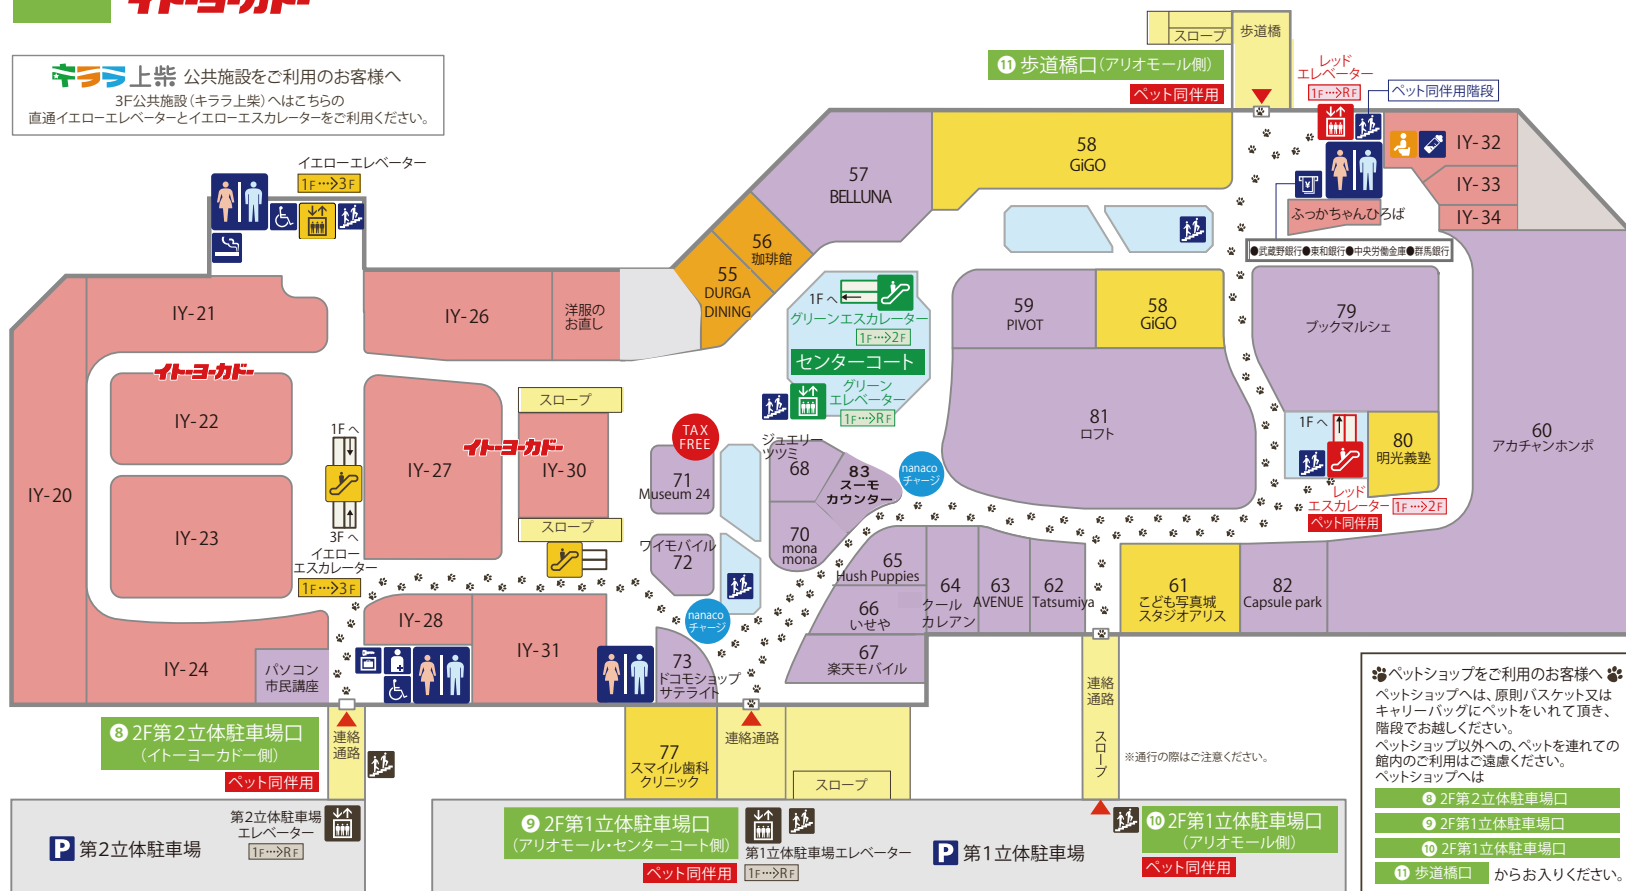 イトーヨーカドー
キララ上柴 公共施設をご利用のお客様へ
3F公共施設(キララ上柴)へはこちらの
直通イエローエレベーターとイエローエスカレーターをご利用ください。
イエローエレベーター
1F…>3F
スロープ
歩道橋
⓫ 歩道橋口(アリオモール側)
ペット同伴用
レッド
エレベーター
1F…>RF
ペット同伴用階段
IY-32
IY-33
IY-34
ふっかちゃんひろば
●武蔵野銀行●東和銀行●中央労働金庫●群馬銀行
58
GiGO
57
BELLUNA
56
珈琲館
55
DURGA
DINING
IY-21
IY-26
洋服の
お直し
1Fへ
グリーンエスカレーター
1F…>2F
センターコート
グリーン
エレベーター
1F…>RF
59
PIVOT
58
GiGO
79
ブックマルシェ
60
アカチャンホンポ
81
ロフト
1Fへ
80
明光義塾
レッド
エスカレーター
1F…>2F
ペット同伴用
イトーヨーカドー
IY-22
IY-20
IY-23
1Fへ
3Fへ
イエロー
エスカレーター
1F…>3F
IY-27
イトーヨーカドー
スロープ
IY-30
スロープ
TAX
FREE
71
Museum 24
ワイモバイル
72
ジュエリー
ツツミ
68
83
スーモ
カウンター
nanaco
チャージ
70
mona
mona
65
Hush Puppies
66
いせや
67
楽天モバイル
64
クール
カレアン
63
AVENUE
62
Tatsumiya
61
こども写真城
スタジオアリス
82
Capsule park
nanaco
チャージ
IY-28
IY-31
IY-24
パソコン
市民講座
73
ドコモショップ
サテライト
❽ 2F第2立体駐車場口
(イトーヨーカドー側)
ペット同伴用
連絡
通路
77
スマイル歯科
クリニック
連絡通路
スロープ
連絡
通路
スロープ
※通行の際はご注意ください。
P 第2立体駐車場
第2立体駐車場
エレベーター
1F…>RF
❾ 2F第1立体駐車場口
(アリオモール・センターコート側)
ペット同伴用
第1立体駐車場エレベーター
1F…>RF
P 第1立体駐車場
❿ 2F第1立体駐車場口
(アリオモール側)
ペット同伴用
ペットショップをご利用のお客様へ
ペットショップへは、原則バスケット又は
キャリーバッグにペットをいれて頂き、
階段でお越しください。
ペットショップ以外への、ペットを連れての
館内のご利用はご遠慮ください。
ペットショップへは
❽ 2F第2立体駐車場口
❾ 2F第1立体駐車場口
❿ 2F第1立体駐車場口
⓫ 歩道橋口 からお入りください。